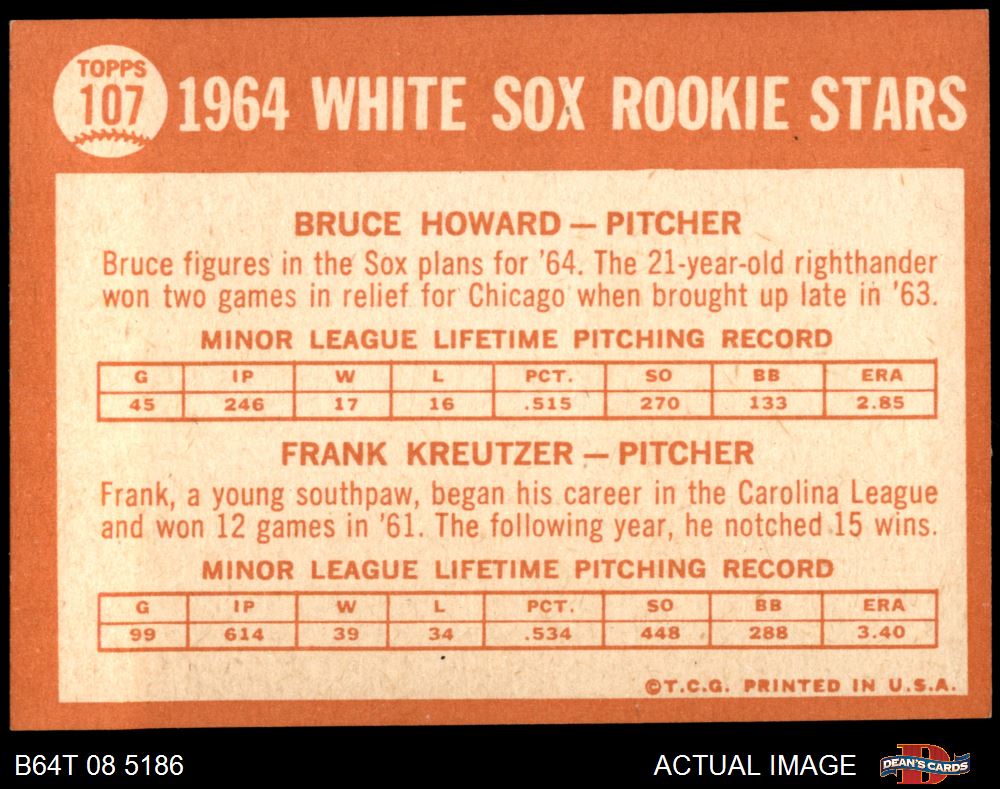 TOPPS
107
1964 WHITE SOX ROOKIE STARS
BRUCE HOWARD — PITCHER
Bruce figures in the Sox plans for '64. The 21-year-old righthander
won two games in relief for Chicago when brought up late in '63.
MINOR LEAGUE LIFETIME PITCHING RECORD
G IP W L PCT. SO BB ERA
45 246 17 16 .515 270 133 2.85
FRANK KREUTZER — PITCHER
Frank, a young southpaw, began his career in the Carolina League
and won 12 games in '61. The following year, he notched 15 wins.
MINOR LEAGUE LIFETIME PITCHING RECORD
G IP W L PCT. SO BB ERA
99 614 39 34 .534 448 288 3.40
©T.C.G. PRINTED IN U.S.A.
B64T 08 5186 ACTUAL IMAGE D DEAN'S CARDS